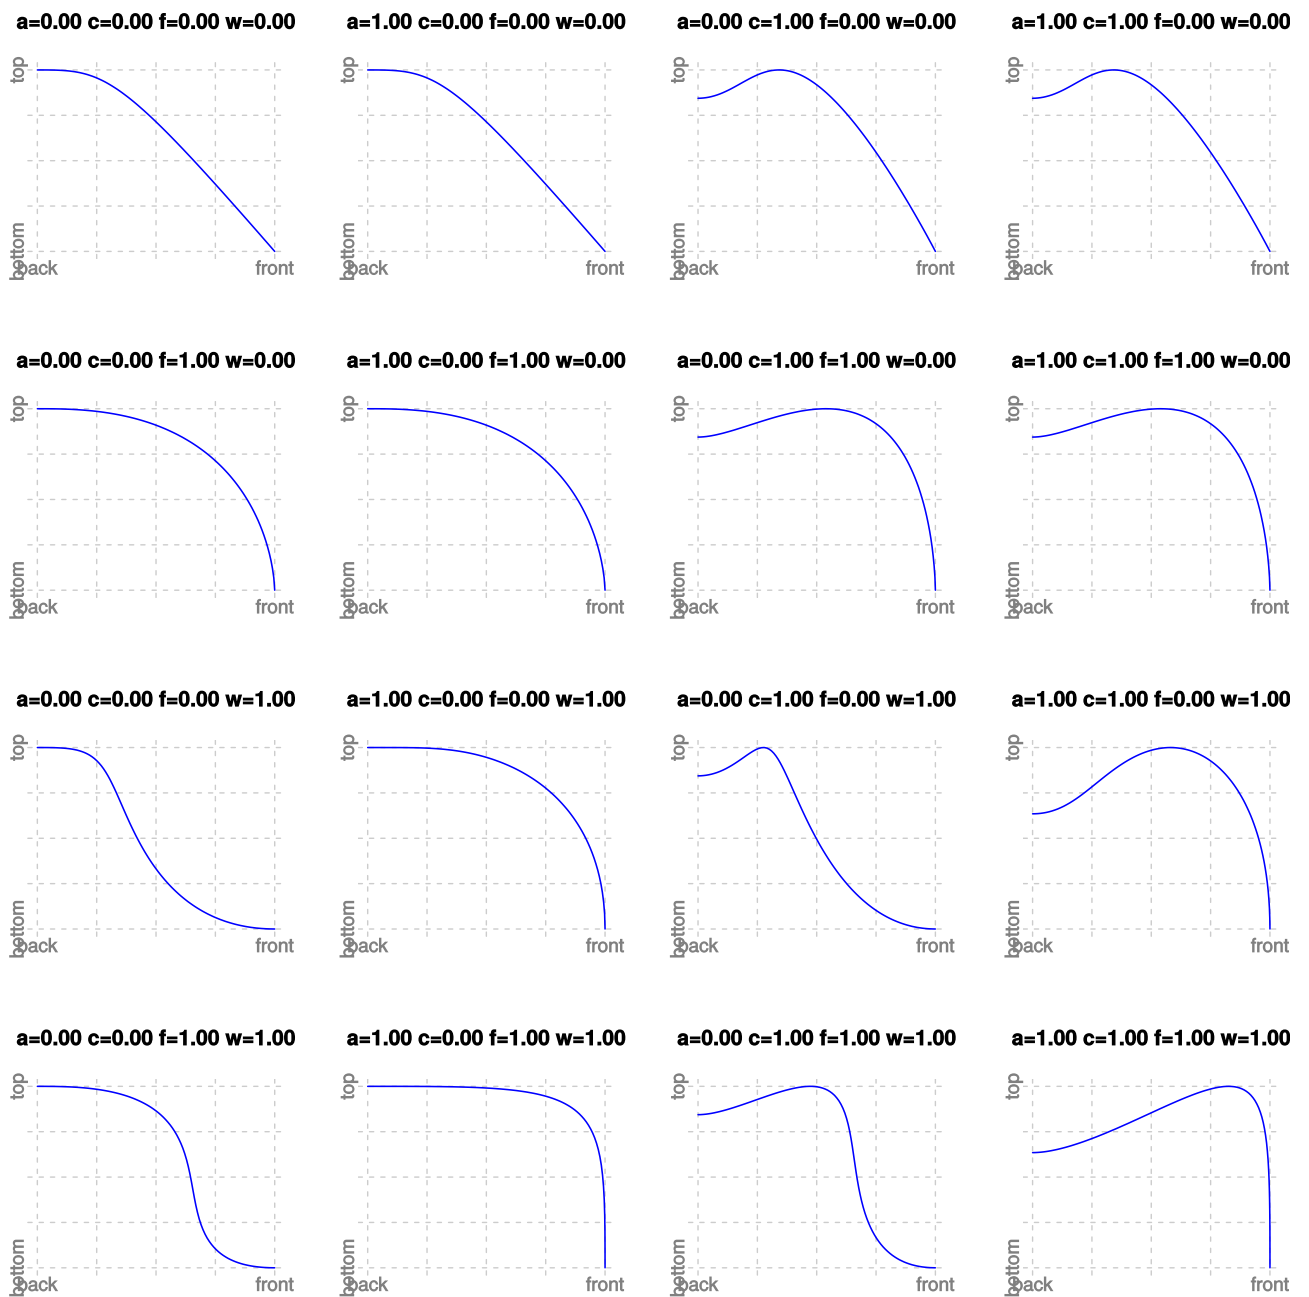 a=0.00 c=0.00 f=0.00 w=0.00
top
bottom
back
front
a=1.00 c=0.00 f=0.00 w=0.00
top
bottom
back
front
a=0.00 c=1.00 f=0.00 w=0.00
top
bottom
back
front
a=1.00 c=1.00 f=0.00 w=0.00
top
bottom
back
front
a=0.00 c=0.00 f=1.00 w=0.00
top
bottom
back
front
a=1.00 c=0.00 f=1.00 w=0.00
top
bottom
back
front
a=0.00 c=1.00 f=1.00 w=0.00
top
bottom
back
front
a=1.00 c=1.00 f=1.00 w=0.00
top
bottom
back
front
a=0.00 c=0.00 f=0.00 w=1.00
top
bottom
back
front
a=1.00 c=0.00 f=0.00 w=1.00
top
bottom
back
front
a=0.00 c=1.00 f=0.00 w=1.00
top
bottom
back
front
a=1.00 c=1.00 f=0.00 w=1.00
top
bottom
back
front
a=0.00 c=0.00 f=1.00 w=1.00
top
bottom
back
front
a=1.00 c=0.00 f=1.00 w=1.00
top
bottom
back
front
a=0.00 c=1.00 f=1.00 w=1.00
top
bottom
back
front
a=1.00 c=1.00 f=1.00 w=1.00
top
bottom
back
front